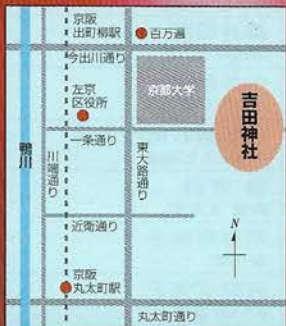 京阪
出町柳駅
百万遍
今出川通り
左京
区役所
京都大学
吉田神社
一条通り
鴨川
川端通り
東大路通り
近衛通り
N
京阪
丸太町駅
丸太町通り